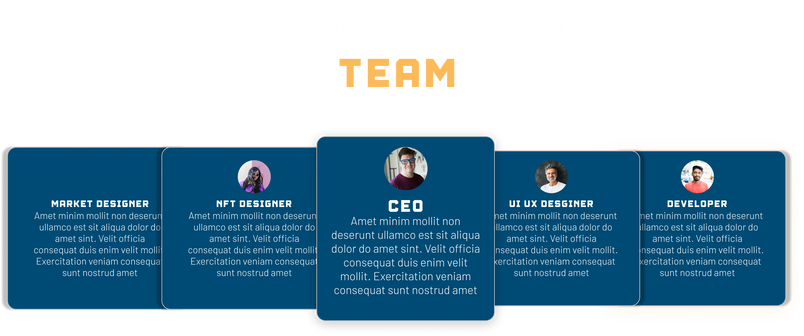 TEAM
MARKET DESIGNER
Amet minim mollit non deserunt
ullamco est sit aliqua dolor do
amet sint. Velit officia
consequat duis enim velit mollit
Exercitation veniam consequat
sunt nostrud amet
NFT DESIGNER
Amet minim mollit non deserunt
ullamco est sit aliqua dolor do
amet sint. Velit officia
consequat duis enim velit mollit
Exercitation veniam consequat
sunt nostrud amet
CEO
Amet minim mollit non
deserunt ullamco est sit aliqua
dolor do amet sint. Velit officia
consequat duis enim velit
mollit. Exercitation veniam
consequat sunt nostrud amet
UI UX DESGINER
Amet minim mollit non deserunt
ullamco est sit aliqua dolor do
amet sint. Velit officia
consequat duis enim velit mollit.
Exercitation veniam consequat
sunt nostrud amet
DEVELOPER
Amet minim mollit non deserunt
ullamco est sit aliqua dolor do
amet sint. Velit officia
consequat duis enim velit mollit.
Exercitation veniam consequat
sunt nostrud amet